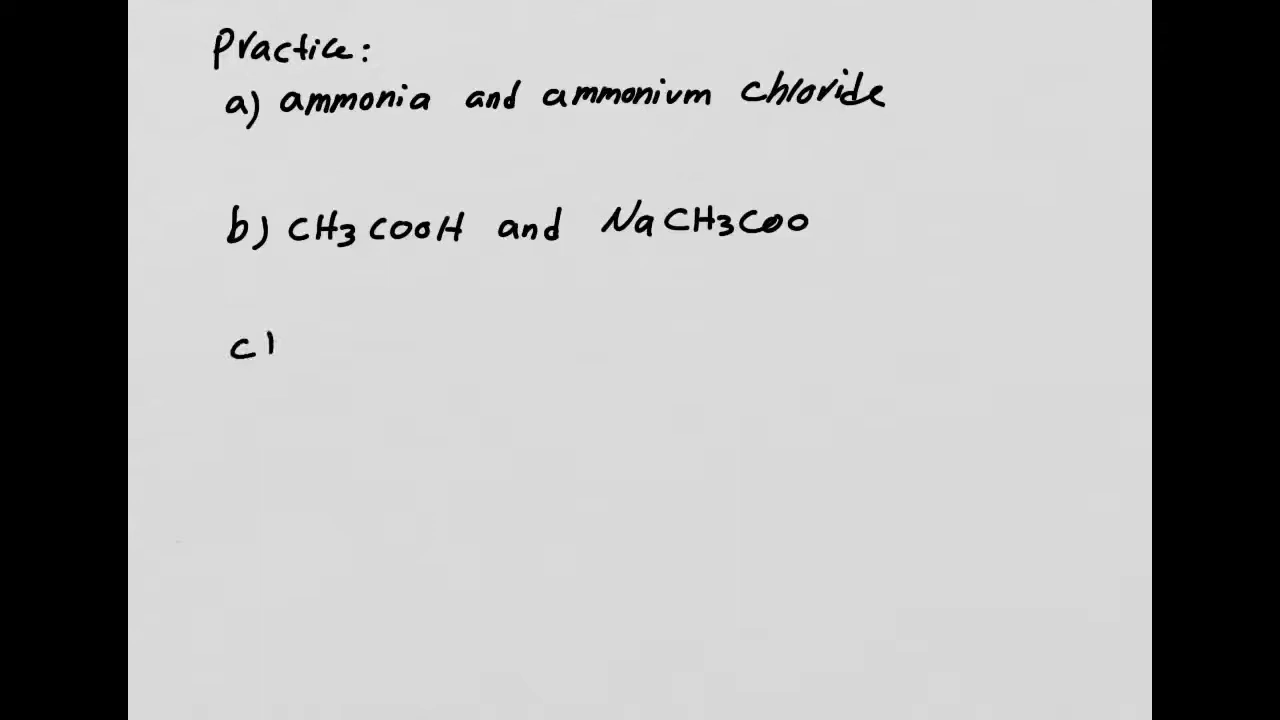 Practice:
a) ammonia and ammonium chloride
b) CH3COOH and NaCH3COO
c)